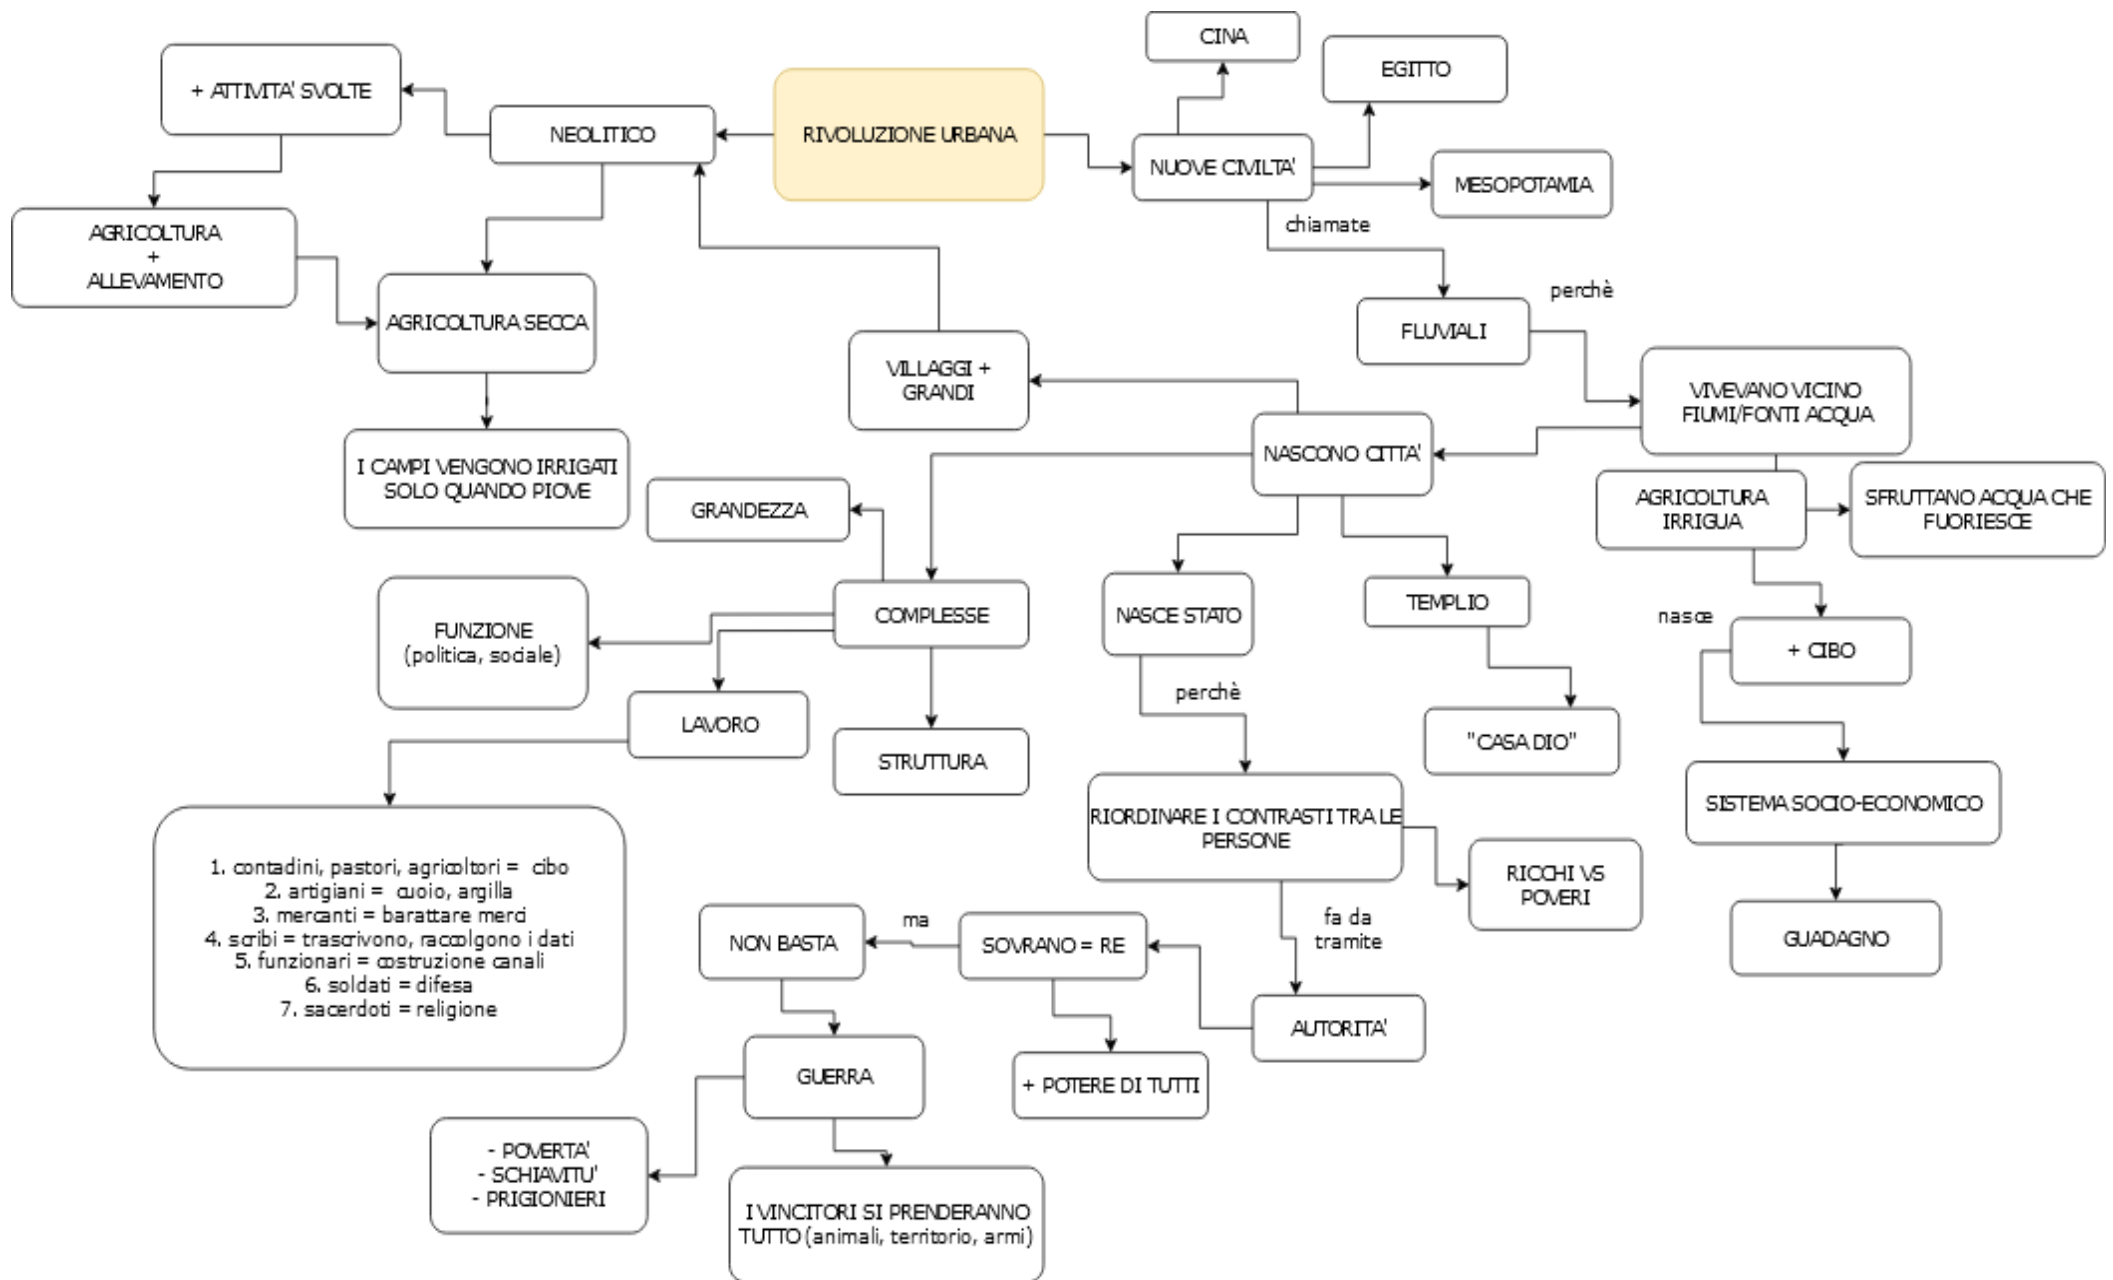 CINA
EGITTO
+ ATTIVITA' SVOLTE
NEOLITICO
RIVOLUZIONE URBANA
NUOVE CIVILTA'
MESOPOTAMIA
chiamate
AGRICOLTURA
+
ALLEVAMENTO
AGRICOLTURA SECCA
perchè
FLUVIALI
VILLAGGI +
GRANDI
VIVEVANO VICINO
FIUMI/FONTI ACQUA
I CAMPI VENGONO IRRIGATI
SOLO QUANDO PIOVE
NASCONO CITTA'
GRANDEZZA
AGRICOLTURA
IRRIGUA
SFRUTTANO ACQUA CHE
FUORIESCE
COMPLESSE
NASCE STATO
TEMPLIO
nasce
+ CIBO
FUNZIONE
(politica, sociale)
LAVORO
STRUTTURA
perchè
"CASA DIO"
RIORDINARE I CONTRASTI TRA LE
PERSONE
SISTEMA SOCIO-ECONOMICO
RICCHI VS
POVERI
GUADAGNO
1. contadini, pastori, agricoltori = cibo
2. artigiani = cuoio, argilla
3. mercanti = barattare merci
4. scribi = trascrivono, raccolgono i dati
5. funzionari = costruzione canali
6. soldati = difesa
7. sacerdoti = religione
NON BASTA
ma
SOVRANO = RE
fa da
tramite
AUTORITA'
GUERRA
+ POTERE DI TUTTI
- POVERTA'
- SCHIAVITU'
- PRIGIONIERI
I VINCITORI SI PRENDERANNO
TUTTO (animali, territorio, armi)